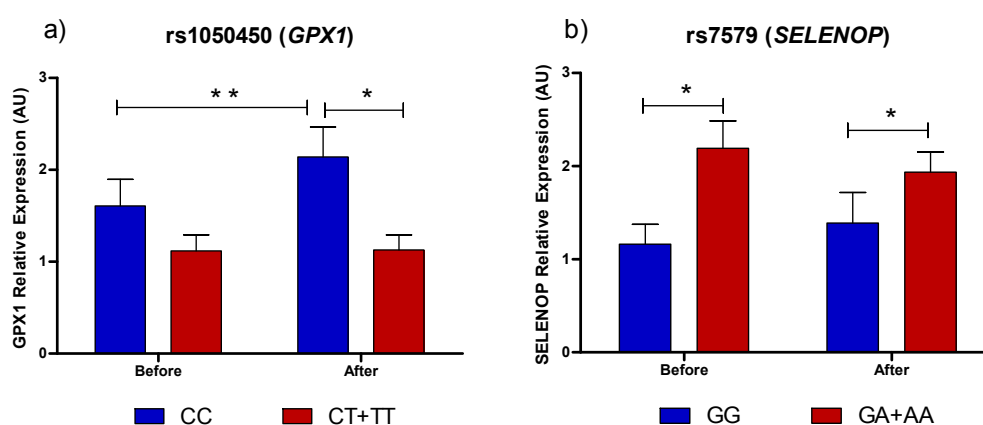 a)
rs1050450 (GPX1)
GPX1 Relative Expression (AU)
3
2
1
0
* *
*
Before
After
CC
CT+TT
b)
rs7579 (SELENOP)
SELENOP Relative Expression (AU)
3
2
1
0
*
*
Before
After
GG
GA+AA